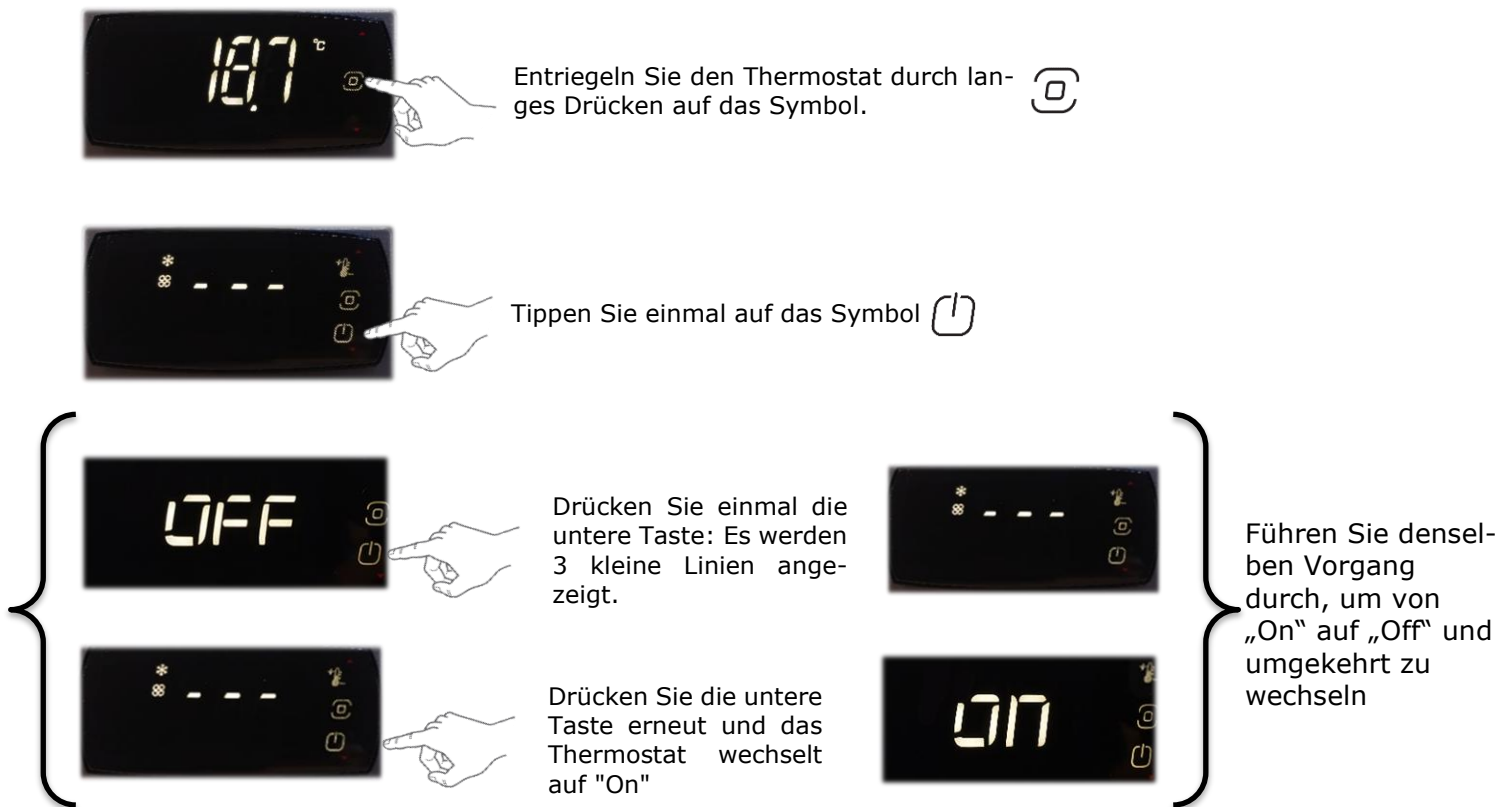 18.7 °C
Entriegeln Sie den Thermostat durch lan-
ges Drücken auf das Symbol.
- - -
Tippen Sie einmal auf das Symbol
OFF
Drücken Sie einmal die
untere Taste: Es werden
3 kleine Linien ange-
zeigt.
- - -
- - -
Drücken Sie die untere
Taste erneut und das
Thermostat wechselt
auf "On"
On
Führen Sie densel-
ben Vorgang
durch, um von
„On“ auf „Off“ und
umgekehrt zu
wechseln